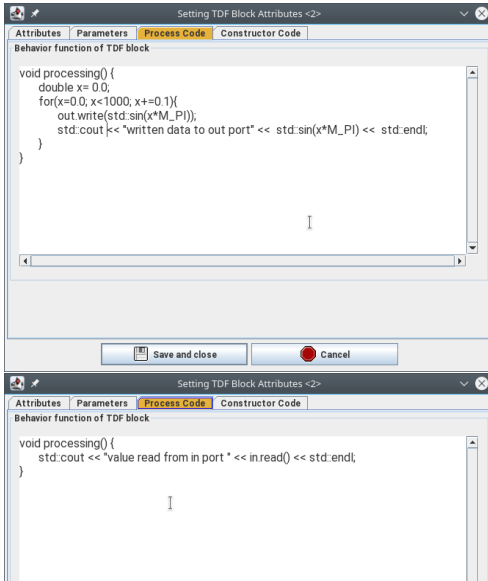 Setting TDF Block Attributes <2>
Attributes Parameters Process Code Constructor Code
Behavior function of TDF block
void processing() {
double x= 0.0;
for(x=0.0; x<1000; x+=0.1){
out.write(std::sin(x*M_PI));
std::cout << "written data to out port" << std::sin(x*M_PI) << std::endl;
}
}
Save and close Cancel
Setting TDF Block Attributes <2>
Attributes Parameters Process Code Constructor Code
Behavior function of TDF block
void processing() {
std::cout << "value read from in port " << in.read() << std::endl;
}